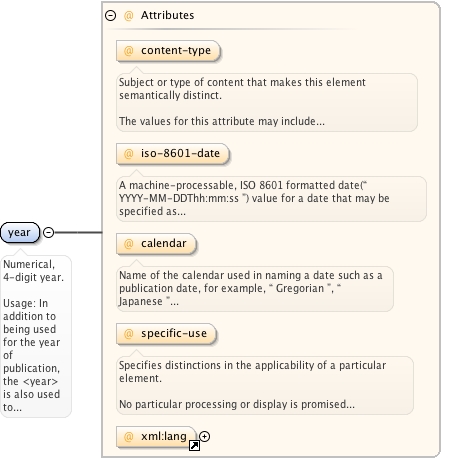 @ Attributes
@ content-type
Subject or type of content that makes this element
semantically distinct.
The values for this attribute may include...
@ iso-8601-date
A machine-processable, ISO 8601 formatted date(“
YYYY-MM-DDThh:mm:ss ”) value for a date that may be
specified as...
@ calendar
Name of the calendar used in naming a date such as a
publication date, for example, “ Gregorian ”, “
Japanese ”...
@ specific-use
Specifies distinctions in the applicability of a particular
element.
No particular processing or display is promised...
@ xml:lang
year
Numerical,
4-digit year.
Usage: In
addition to
being used
for the year
of
publication,
the <year>
is also used
to...